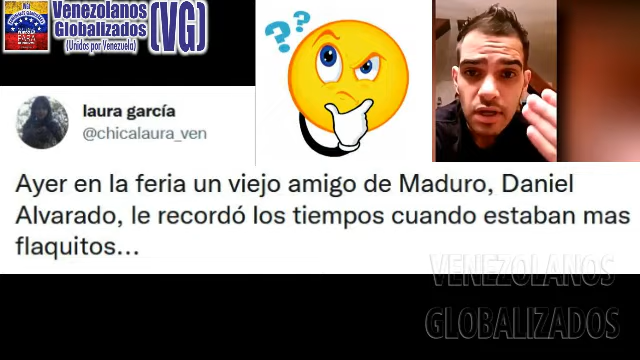 Venezolanos
Globalizados
(Unidos por Venezuela)
(VG)
??
laura garcía
@chicalaura_ven
Ayer en la feria un viejo amigo de Maduro, Daniel
Alvarado, le recordó los tiempos cuando estaban mas
flaquitos...
VENEZOLANOS
GLOBALIZADOS